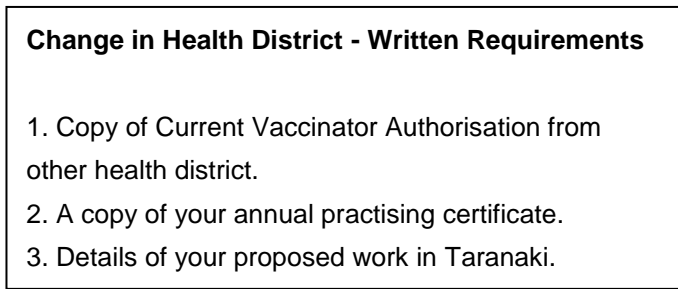 Change in Health District - Written Requirements
1. Copy of Current Vaccinator Authorisation from
other health district.
2. A copy of your annual practising certificate.
3. Details of your proposed work in Taranaki.